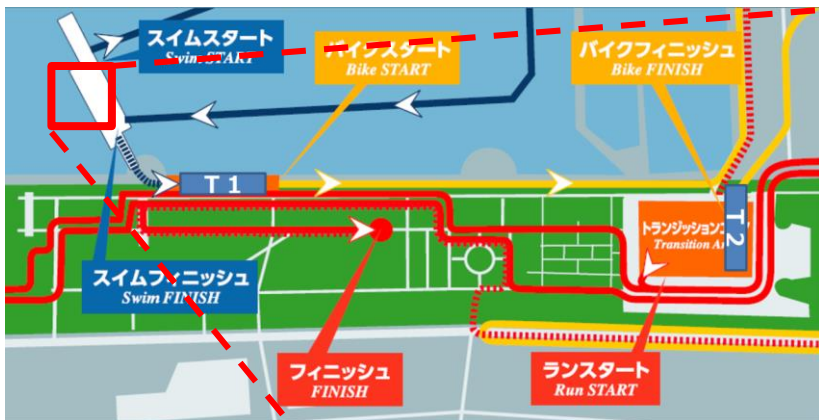 スイムスタート
Swim START
バイクスタート
Bike START
バイクフィニッシュ
Bike FINISH
T 1
T 2
スイムフィニッシュ
Swim FINISH
フィニッシュ
FINISH
ランスタート
Run START
Transition